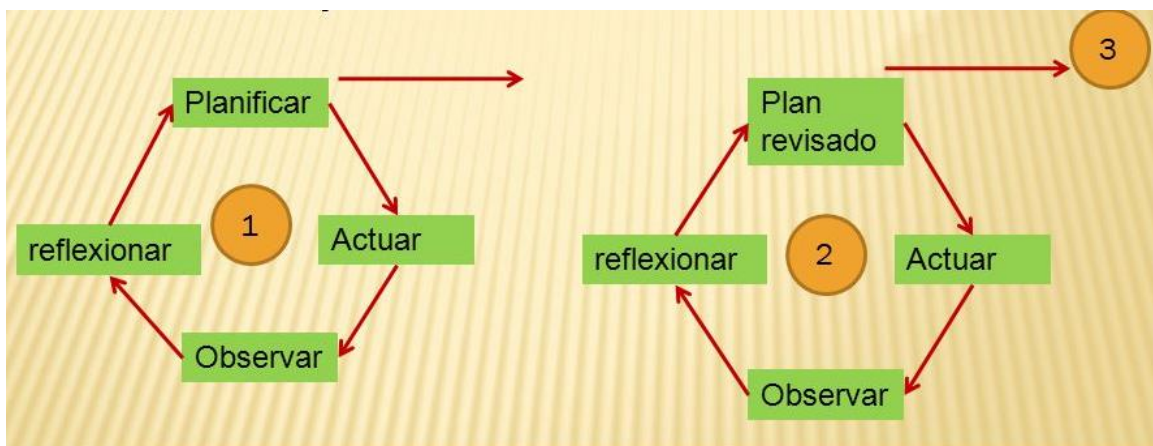 Planificar
1
reflexionar
Actuar
Observar
3
Plan
revisado
reflexionar
2
Actuar
Observar